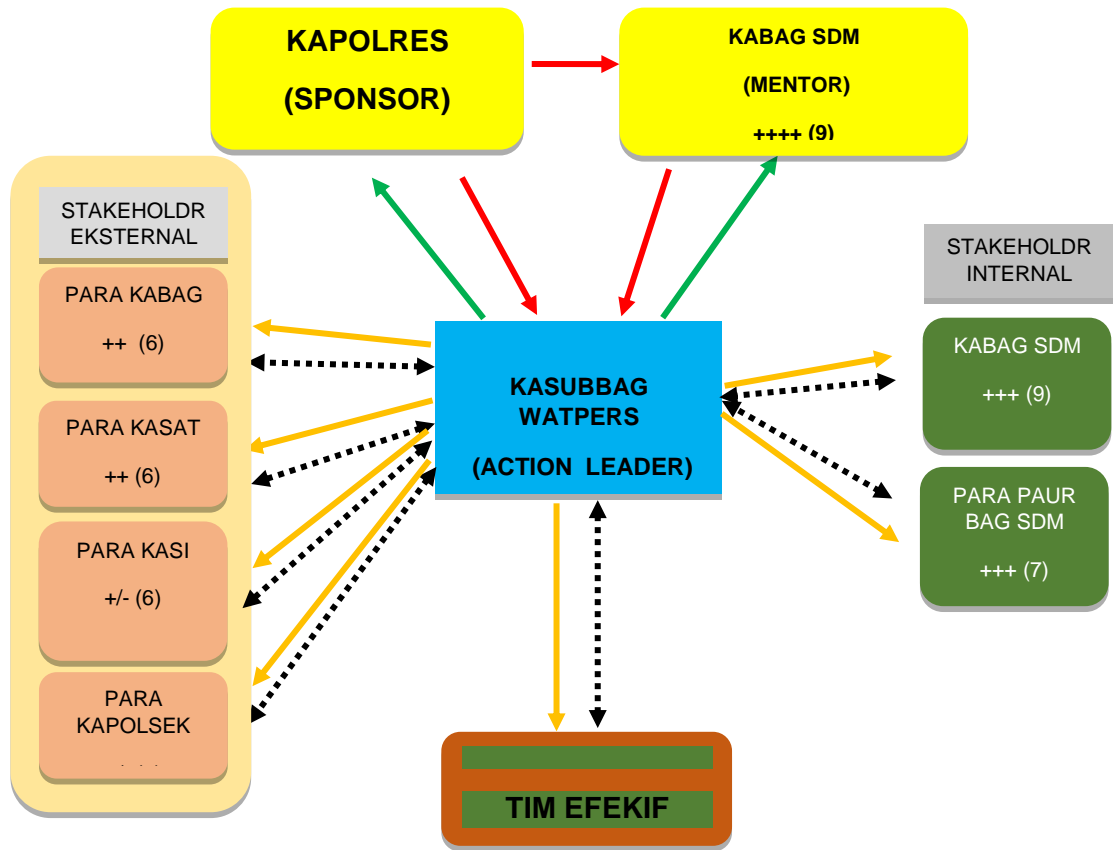 KAPOLRES
(SPONSOR)
KABAG SDM
(MENTOR)
++++ (9)
STAKEHOLDR
EKSTERNAL
PARA KABAG
++ (6)
PARA KASAT
++ (6)
PARA KASI
+/- (6)
PARA
KAPOLSEK
KASUBBAG
WATPERS
(ACTION LEADER)
STAKEHOLDR
INTERNAL
KABAG SDM
+++ (9)
PARA PAUR
BAG SDM
+++ (7)
TIM EFEKIF